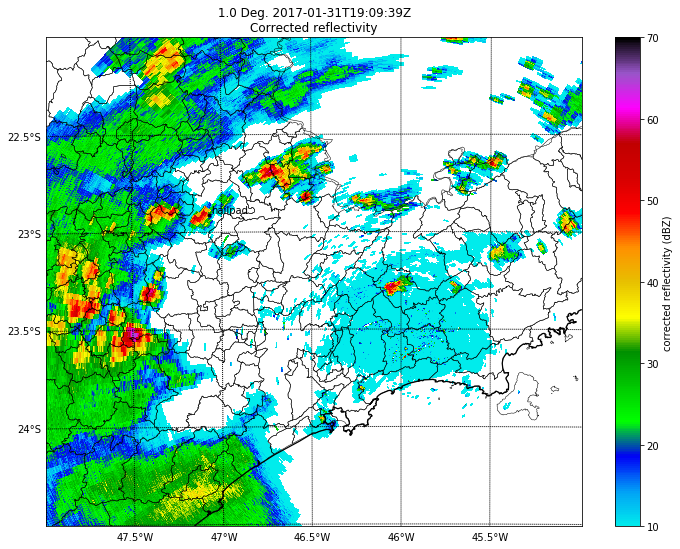 1.0 Deg. 2017-01-31T19:09:39Z
Corrected reflectivity
22.5°S
23°S
23.5°S
24°S
47.5°W
47°W
46.5°W
46°W
45.5°W
70
60
50
40
30
20
10
corrected reflectivity (dBZ)